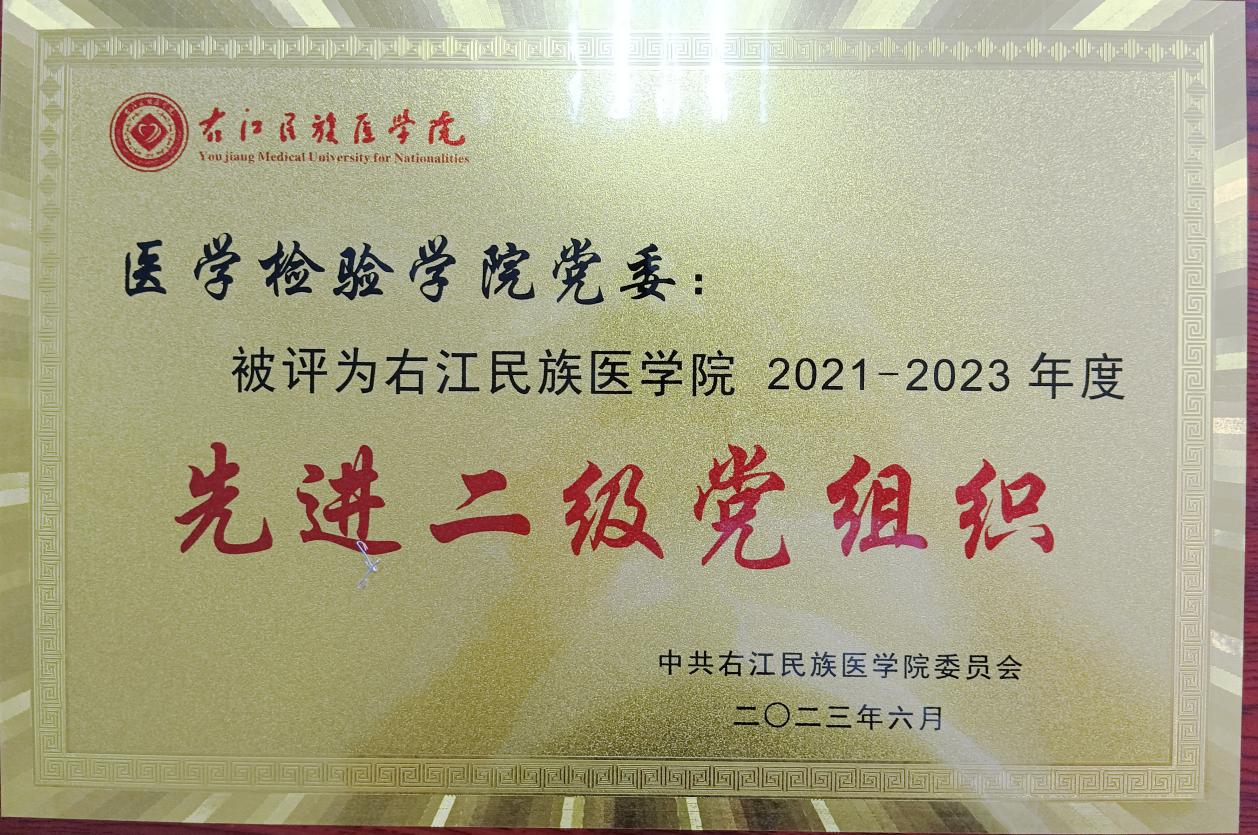 右江民族医学院
Youjiang Medical University for Nationalities
医学检验学院党委：
被评为右江民族医学院 2021-2023 年度
先进二级党组织
中共右江民族医学院委员会
二〇二三年六月